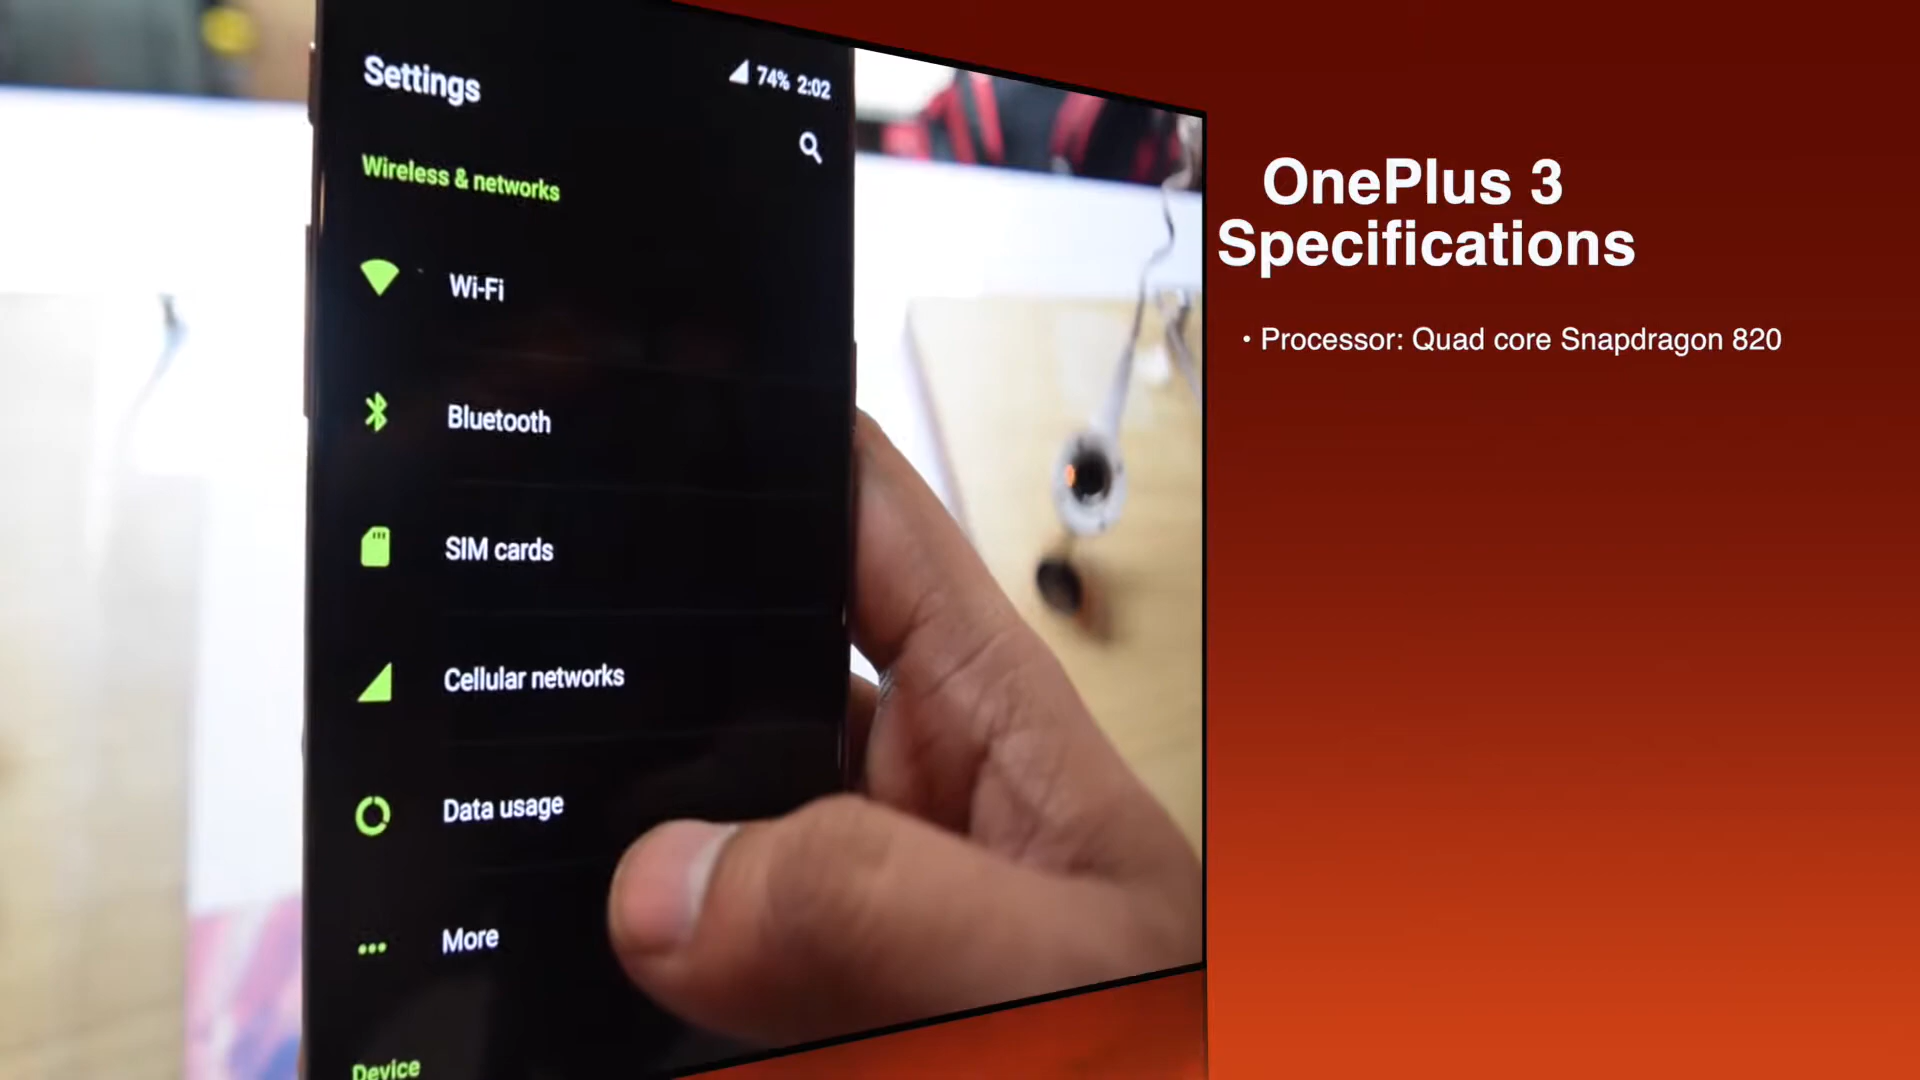 Settings
74% 2:02
Wireless & networks
Wi-Fi
Bluetooth
SIM cards
Cellular networks
Data usage
More
Device
OnePlus 3
Specifications
• Processor: Quad core Snapdragon 820